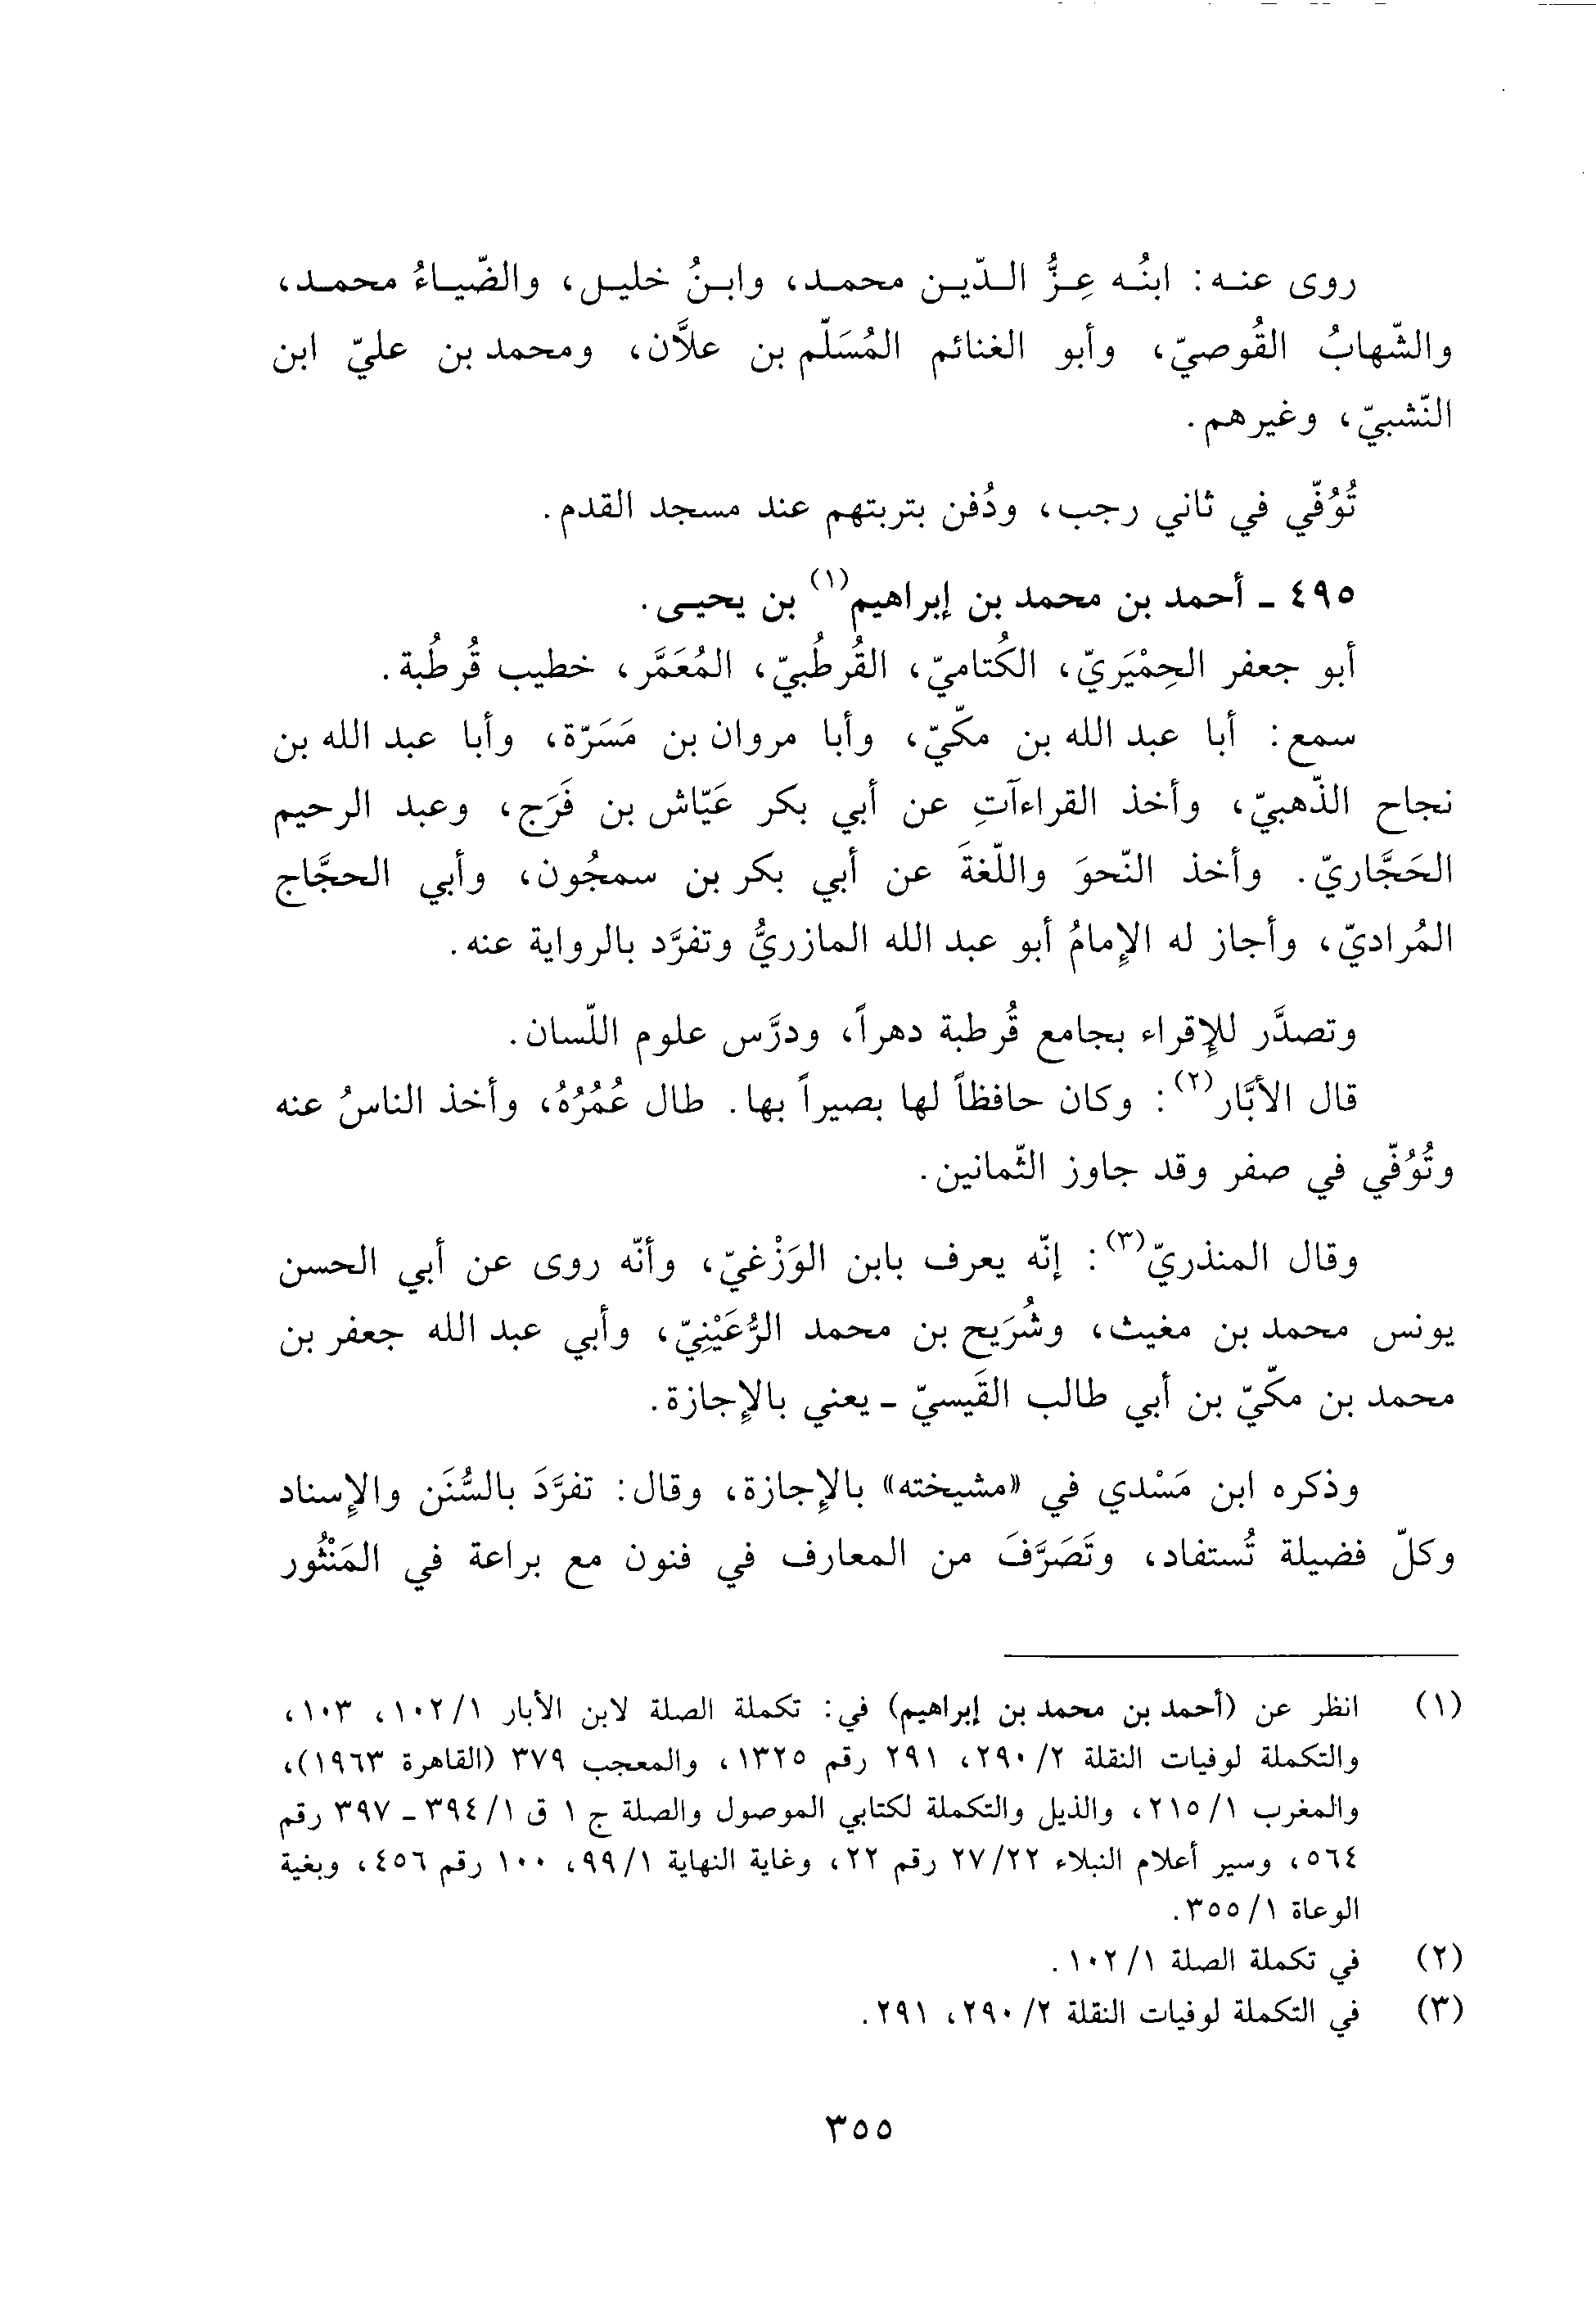 روى عنه: ابنُه عِزُّ الدّين محمد، وابنُ خليل، والضّياءُ محمد،
والشّهابُ القُوصيّ، وأبو الغنائم المُسَلّم بن علاَّن، ومحمد بن عليّ ابن
النّشبيّ، وغيرهم.
تُوُفّي في ثاني رجب، ودُفن بتربتهم عند مسجد القدم.
٤٩٥ ـ أحمد بن محمد بن إبراهيم(١) بن يحيى.
أبو جعفر الحِمْيَريّ، الكُتاميّ، القُرطُبيّ، المُعَمَّر، خطيب قُرطُبة.
سمع: أبا عبد الله بن مكّيّ، وأبا مروان بن مَسَرّة، وأبا عبد الله بن
نجاح الذّهبيّ، وأخذ القراءآتِ عن أبي بكر عَيّاش بن فَرَج، وعبد الرحيم
الحَجَّاريّ. وأخذ النّحوَ واللّغةَ عن أبي بكر بن سمجُون، وأبي الحجَّاج
المُراديّ، وأجاز له الإِمامُ أبو عبد الله المازريُّ وتفرَّد بالرواية عنه.
وتصدَّر للإِقراء بجامع قُرطبة دهراً، ودرَّس علوم اللّسان.
قال الأبَّار(٢): وكان حافظاً لها بصيراً بها. طال عُمُرُهُ، وأخذ الناسُ عنه
وتُوُفّي في صفر وقد جاوز الثّمانين.
وقال المنذريّ(٣): إنّه يعرف بابن الوَزْغيّ، وأنّه روى عن أبي الحسن
يونس محمد بن مغيث، وشُرَيح بن محمد الرُّعَيْنِيّ، وأبي عبد الله جعفر بن
محمد بن مكّيّ بن أبي طالب القَيسيّ ـ يعني بالإِجازة.
وذكره ابن مَسْدي في «مشيخته» بالإِجازة، وقال: تفرَّدَ بالسُّنَن والإِسناد
وكلّ فضيلة تُستفاد، وتَصَرَّفَ من المعارف في فنون مع براعة في المَنْثُور
(١) انظر عن (أحمد بن محمد بن إبراهيم) في: تكملة الصلة لابن الأبار ١/١٠٢، ١٠٣،
والتكملة لوفيات النقلة ٢/٢٩٠، ٢٩١ رقم ١٣٢٥، والمعجب ٣٧٩ (القاهرة ١٩٦٣)،
والمغرب ١/٢١٥، والذيل والتكملة لكتابي الموصول والصلة ج ١ ق ١/٣٩٤ ـ ٣٩٧ رقم
٥٦٤، وسير أعلام النبلاء ٢٧/٢٢ رقم ٢٢، وغاية النهاية ١/٩٩، ١٠٠ رقم ٤٥٦، وبغية
الوعاة ١/٣٥٥.
(٢) في تكملة الصلة ١/١٠٢.
(٣) في التكملة لوفيات النقلة ٢/٢٩٠، ٢٩١.
٣٥٥